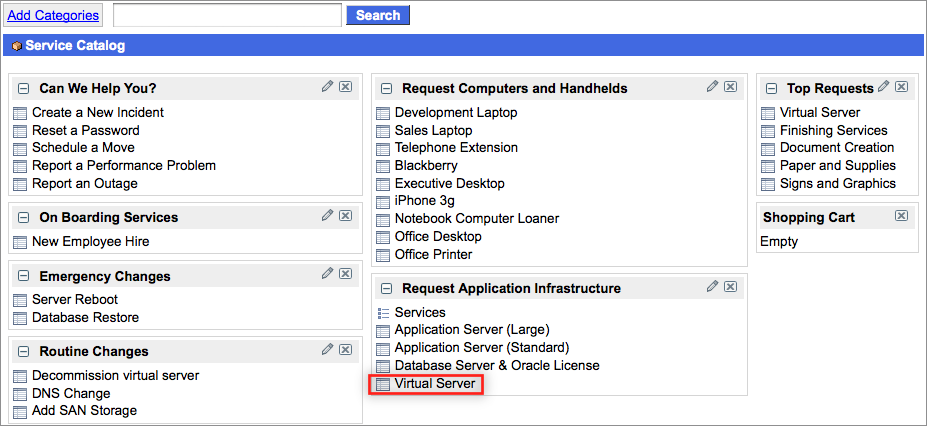 Add Categories
Search
Service Catalog
Can We Help You?
Create a New Incident
Reset a Password
Schedule a Move
Report a Performance Problem
Report an Outage
On Boarding Services
New Employee Hire
Emergency Changes
Server Reboot
Database Restore
Routine Changes
Decommission virtual server
DNS Change
Add SAN Storage
Request Computers and Handhelds
Development Laptop
Sales Laptop
Telephone Extension
Blackberry
Executive Desktop
iPhone 3g
Notebook Computer Loaner
Office Desktop
Office Printer
Request Application Infrastructure
Services
Application Server (Large)
Application Server (Standard)
Database Server & Oracle License
Virtual Server
Top Requests
Virtual Server
Finishing Services
Document Creation
Paper and Supplies
Signs and Graphics
Shopping Cart
Empty